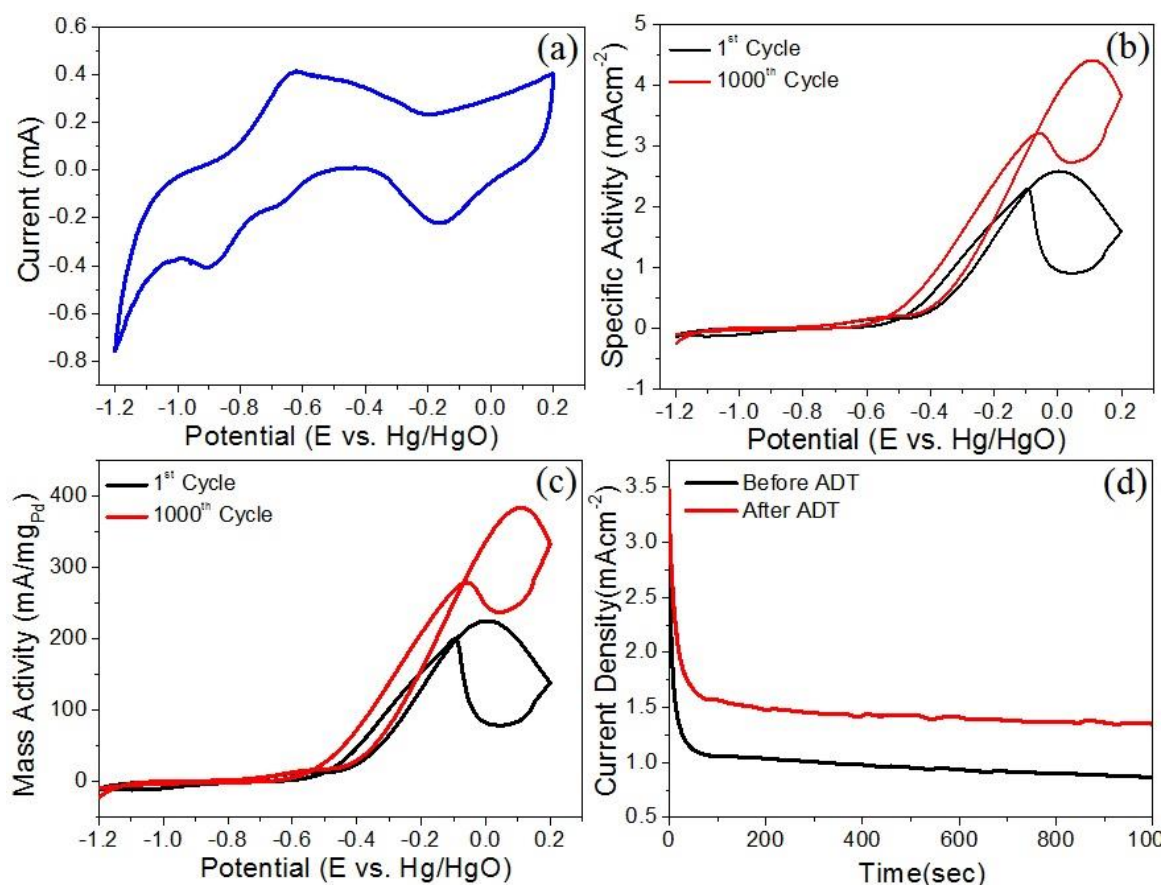 (a)
0.6
0.4
0.2
0.0
-0.2
-0.4
-0.6
-0.8
Current (mA)
-1.2 -1.0 -0.8 -0.6 -0.4 -0.2 0.0 0.2
Potential (E vs. Hg/HgO)
(b)
1st Cycle
1000th Cycle
5
4
3
2
1
0
-1
Specific Activity (mAcm-2)
-1.2 -1.0 -0.8 -0.6 -0.4 -0.2 0.0 0.2
Potential (E vs. Hg/HgO)
(c)
1st Cycle
1000th Cycle
400
300
200
100
0
Mass Activity (mA/mgPd)
-1.2 -1.0 -0.8 -0.6 -0.4 -0.2 0.0 0.2
Potential (E vs. Hg/HgO)
(d)
Before ADT
After ADT
3.5
3.0
2.5
2.0
1.5
1.0
0.5
Current Density(mAcm-2)
0 200 400 600 800 100
Time(sec)